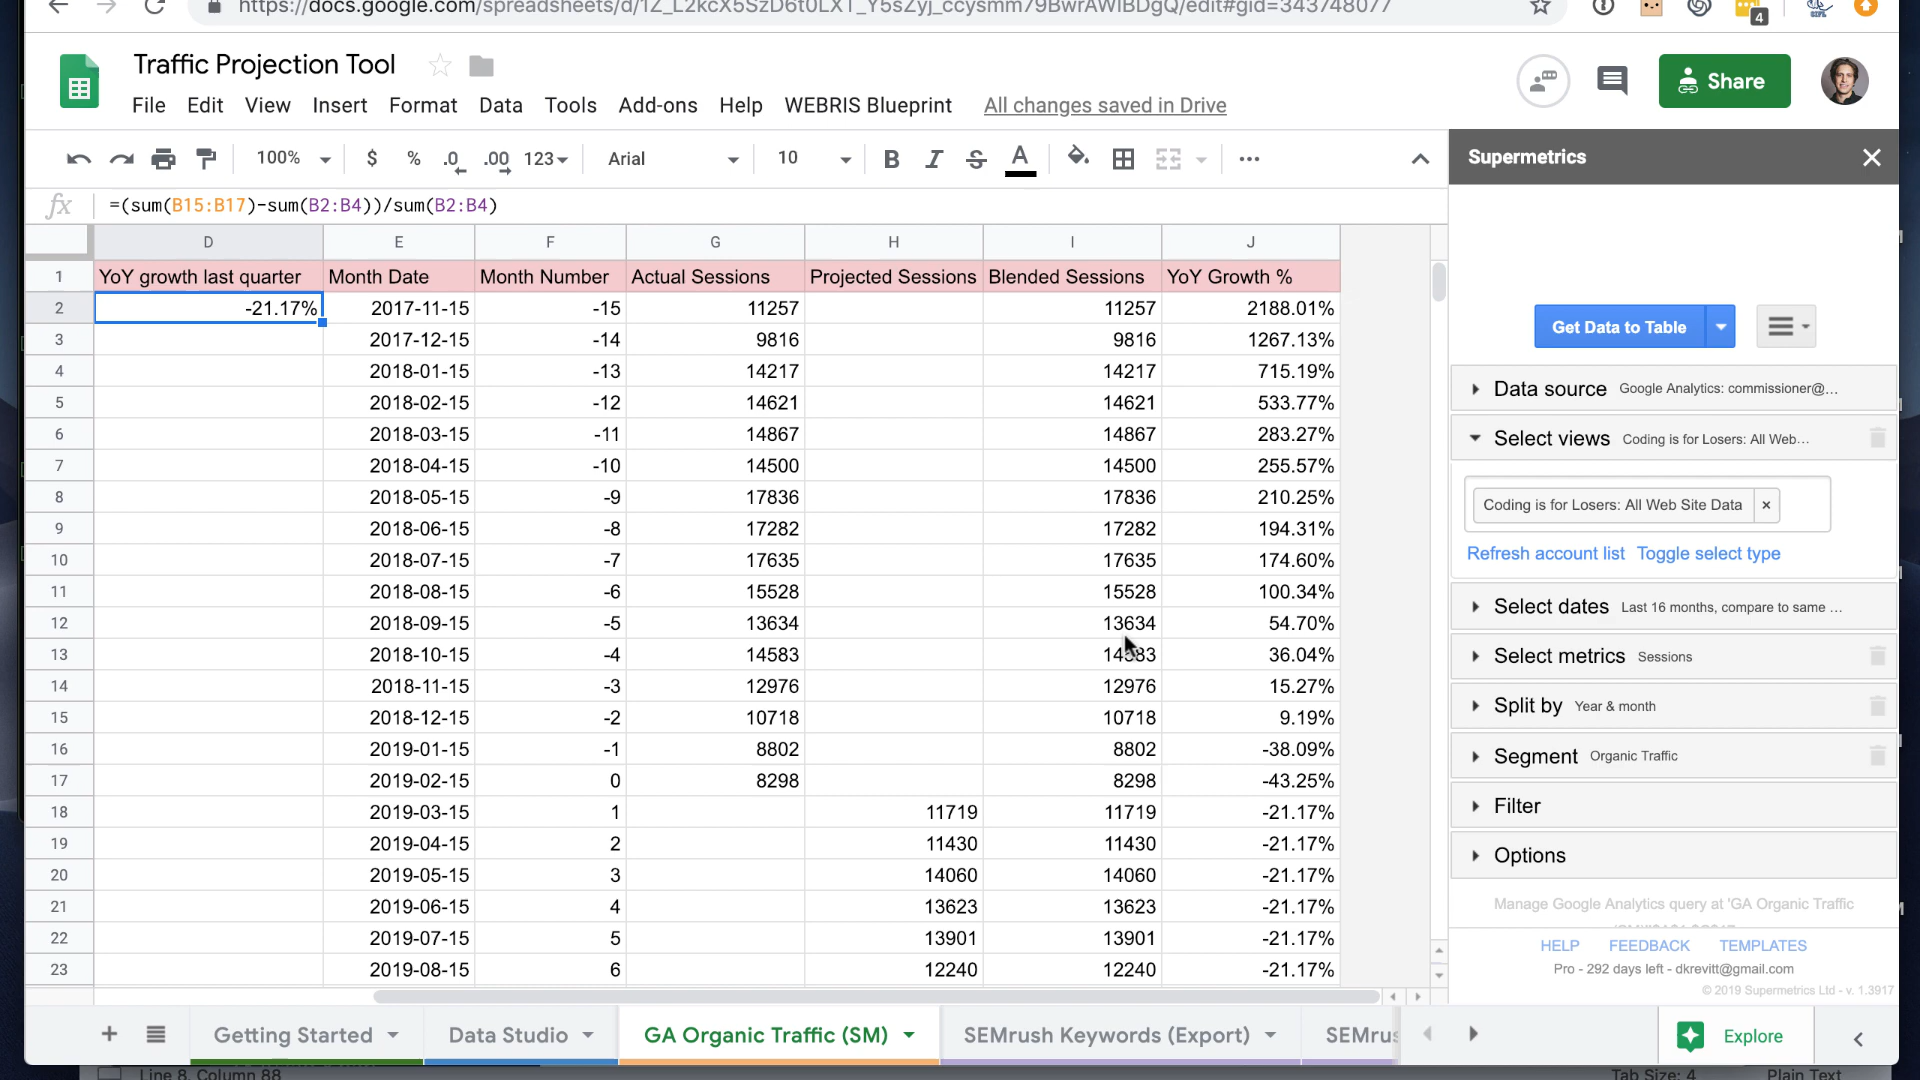 https://docs.google.com/spreadsheets/d/1Z_L2kcX5SzD6t0LXT_Y5sZyj_ccysmm79BwrAWIBDgQ/edit#gid=343748077
4
Traffic Projection Tool
Share
File Edit View Insert Format Data Tools Add-ons Help WEBRIS Blueprint All changes saved in Drive
100% $ % .0 .00 123 Arial 10 B I S A
Supermetrics
fx =(sum(B15:B17)-sum(B2:B4))/sum(B2:B4)
D E F G H I J
1 YoY growth last quarter Month Date Month Number Actual Sessions Projected Sessions Blended Sessions YoY Growth %
2 -21.17% 2017-11-15 -15 11257 11257 2188.01%
3 2017-12-15 -14 9816 9816 1267.13%
4 2018-01-15 -13 14217 14217 715.19%
5 2018-02-15 -12 14621 14621 533.77%
6 2018-03-15 -11 14867 14867 283.27%
7 2018-04-15 -10 14500 14500 255.57%
8 2018-05-15 -9 17836 17836 210.25%
9 2018-06-15 -8 17282 17282 194.31%
10 2018-07-15 -7 17635 17635 174.60%
11 2018-08-15 -6 15528 15528 100.34%
12 2018-09-15 -5 13634 13634 54.70%
13 2018-10-15 -4 14583 14583 36.04%
14 2018-11-15 -3 12976 12976 15.27%
15 2018-12-15 -2 10718 10718 9.19%
16 2019-01-15 -1 8802 8802 -38.09%
17 2019-02-15 0 8298 8298 -43.25%
18 2019-03-15 1 11719 11719 -21.17%
19 2019-04-15 2 11430 11430 -21.17%
20 2019-05-15 3 14060 14060 -21.17%
21 2019-06-15 4 13623 13623 -21.17%
22 2019-07-15 5 13901 13901 -21.17%
23 2019-08-15 6 12240 12240 -21.17%
Get Data to Table
Data source Google Analytics: commissioner@...
Select views Coding is for Losers: All Web...
Coding is for Losers: All Web Site Data ×
Refresh account list Toggle select type
Select dates Last 16 months, compare to same ...
Select metrics Sessions
Split by Year & month
Segment Organic Traffic
Filter
Options
Manage Google Analytics query at 'GA Organic Traffic
HELP FEEDBACK TEMPLATES
Pro - 292 days left - dkrevitt@gmail.com
© 2019 Supermetrics Ltd - v. 1.3917
Getting Started Data Studio GA Organic Traffic (SM) SEMrush Keywords (Export) SEMrus
Explore
Line 8, Column 88 Tab Size: 4 Plain Text